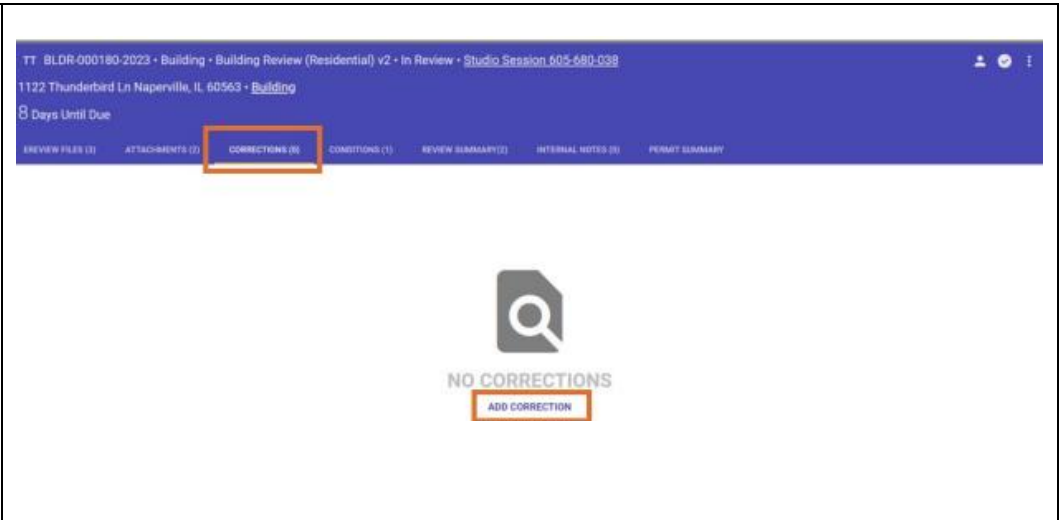 TT BLDR-000180-2023 • Building • Building Review (Residential) v2 • In Review • Studio Session 605-680-038
1122 Thunderbird Ln Naperville, IL 60563 • Building
8 Days Until Due
EREVIEW FILES (3) ATTACHMENTS (2) CORRECTIONS (0) CONDITIONS (1) REVIEW SUMMARY(2) INTERNAL NOTES (0) PERMIT SUMMARY
NO CORRECTIONS
ADD CORRECTION